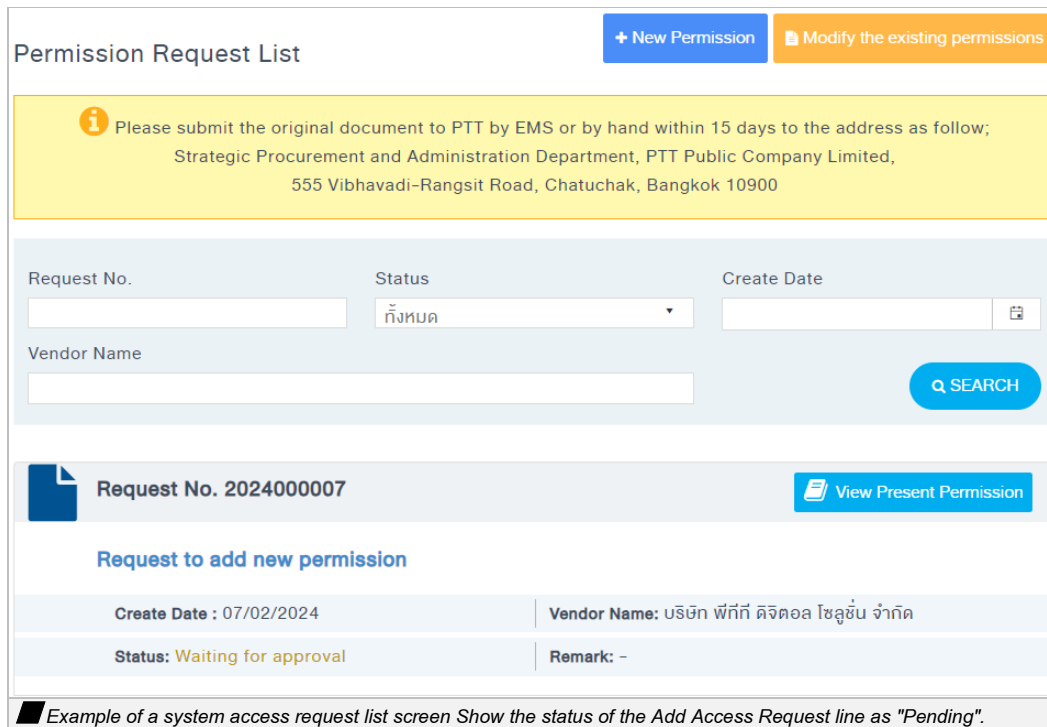 Permission Request List
+ New Permission
Modify the existing permissions
Please submit the original document to PTT by EMS or by hand within 15 days to the address as follow;
Strategic Procurement and Administration Department, PTT Public Company Limited,
555 Vibhavadi-Rangsit Road, Chatuchak, Bangkok 10900
Request No.
Status
Create Date
ทั้งหมด
Vendor Name
SEARCH
Request No. 2024000007
View Present Permission
Request to add new permission
Create Date : 07/02/2024
Vendor Name: บริษัท พีทีที ดิจิตอล โซลูชั่น จำกัด
Status: Waiting for approval
Remark: -
Example of a system access request list screen Show the status of the Add Access Request line as "Pending".